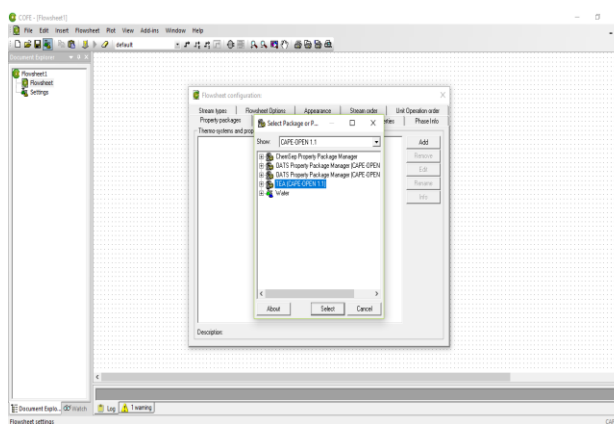 COFE - [Flowsheet1]
File Edit Insert Flowsheet Plot View Add-ins Window Help
default
Document Explorer
Flowsheet1
Flowsheet
Settings
Flowsheet configuration
Stream types Flowsheet Options Appearance Stream order Unit Operation order
Property packages Phase Info
Thermo systems and prop
Select Package or P...
Show: CAPE-OPEN 1.1
ChemSep Property Package Manager
OATS Property Package Manager (CAPE-OPEN
OATS Property Package Manager (CAPE-OPEN
TEA (CAPE-OPEN 1.1)
Water
About Select Cancel
Add
Remove
Edit
Rename
Info
Description:
Document Explo... Watch Log 1 warning
Flowsheet settings